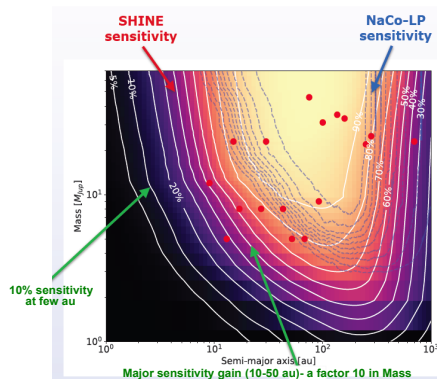 SHINE
sensitivity
NaCo-LP
sensitivity
5%
10%
20%
90%
80%
70%
60%
50%
40%
30%
Mass [M_Jup]
10¹
10⁰
10% sensitivity
at few au
10⁰
10¹
10²
10³
Semi-major axis [au]
Major sensitivity gain (10-50 au)- a factor 10 in Mass